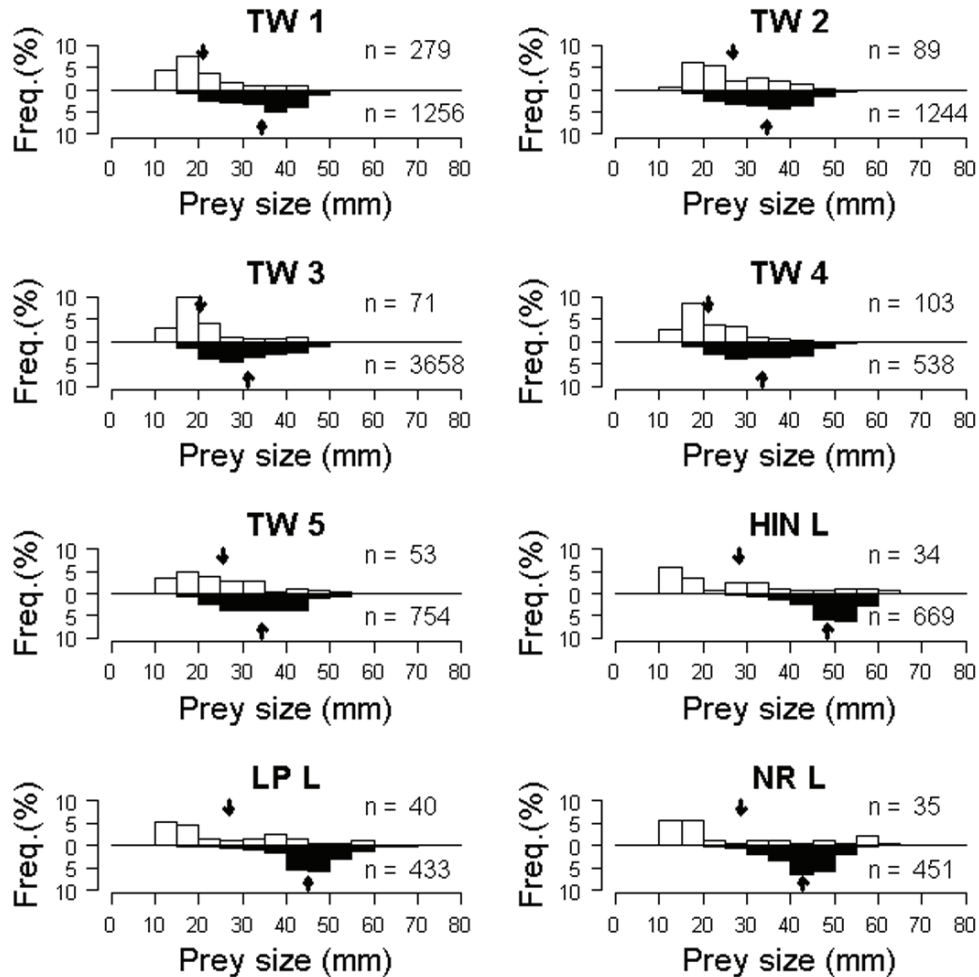 TW 1
n = 279
n = 1256
Freq.(%)
10
5
0
5
10
0 10 20 30 40 50 60 70 80
Prey size (mm)
TW 2
n = 89
n = 1244
Freq.(%)
10
5
0
5
10
0 10 20 30 40 50 60 70 80
Prey size (mm)
TW 3
n = 71
n = 3658
Freq.(%)
10
5
0
5
10
0 10 20 30 40 50 60 70 80
Prey size (mm)
TW 4
n = 103
n = 538
Freq.(%)
10
5
0
5
10
0 10 20 30 40 50 60 70 80
Prey size (mm)
TW 5
n = 53
n = 754
Freq.(%)
10
5
0
5
10
0 10 20 30 40 50 60 70 80
Prey size (mm)
HIN L
n = 34
n = 669
Freq.(%)
10
5
0
5
10
0 10 20 30 40 50 60 70 80
Prey size (mm)
LP L
n = 40
n = 433
Freq.(%)
10
5
0
5
10
0 10 20 30 40 50 60 70 80
Prey size (mm)
NR L
n = 35
n = 451
Freq.(%)
10
5
0
5
10
0 10 20 30 40 50 60 70 80
Prey size (mm)